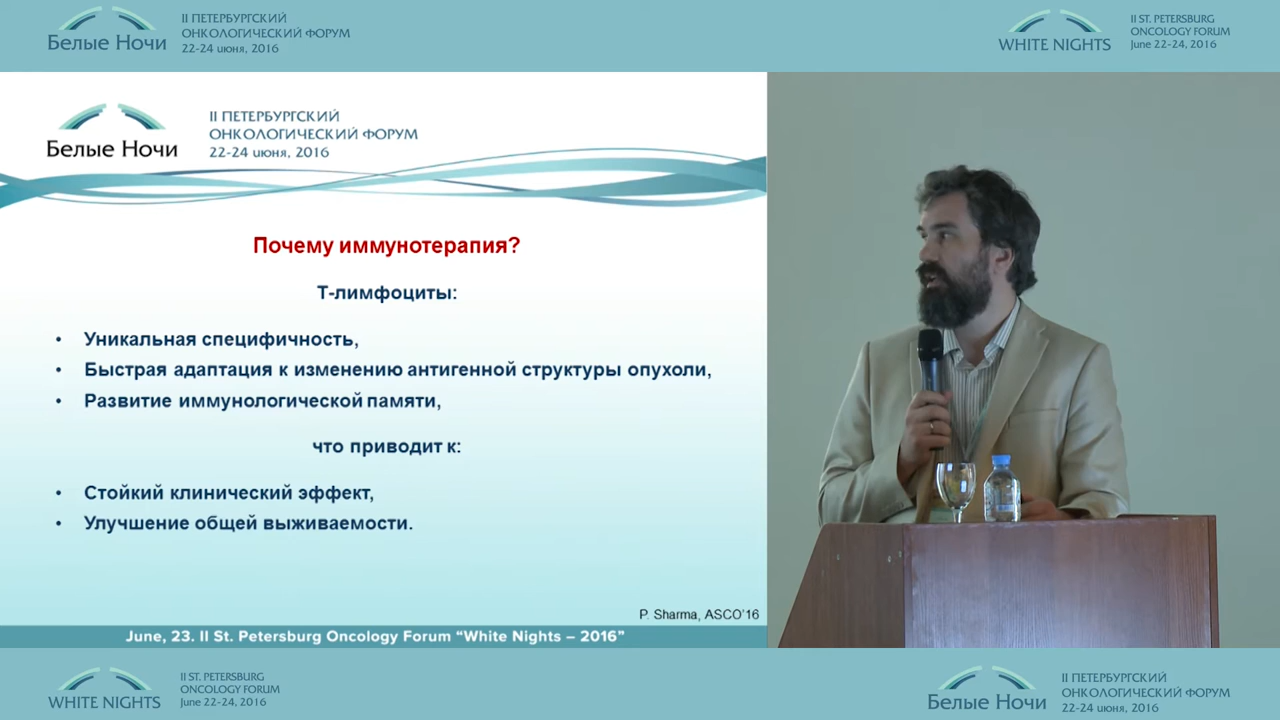 Белые Ночи
II ПЕТЕРБУРГСКИЙ
ОНКОЛОГИЧЕСКИЙ ФОРУМ
22-24 июня, 2016
WHITE NIGHTS
II ST. PETERSBURG
ONCOLOGY FORUM
June 22-24, 2016
Белые Ночи
II ПЕТЕРБУРГСКИЙ
ОНКОЛОГИЧЕСКИЙ ФОРУМ
22-24 июня, 2016
Почему иммунотерапия?
Т-лимфоциты:
• Уникальная специфичность,
• Быстрая адаптация к изменению антигенной структуры опухоли,
• Развитие иммунологической памяти,
что приводит к:
• Стойкий клинический эффект,
• Улучшение общей выживаемости.
P. Sharma, ASCO'16
June, 23. II St. Petersburg Oncology Forum “White Nights – 2016”
WHITE NIGHTS
II ST. PETERSBURG
ONCOLOGY FORUM
June 22-24, 2016
Белые Ночи
II ПЕТЕРБУРГСКИЙ
ОНКОЛОГИЧЕСКИЙ ФОРУМ
22-24 июня, 2016